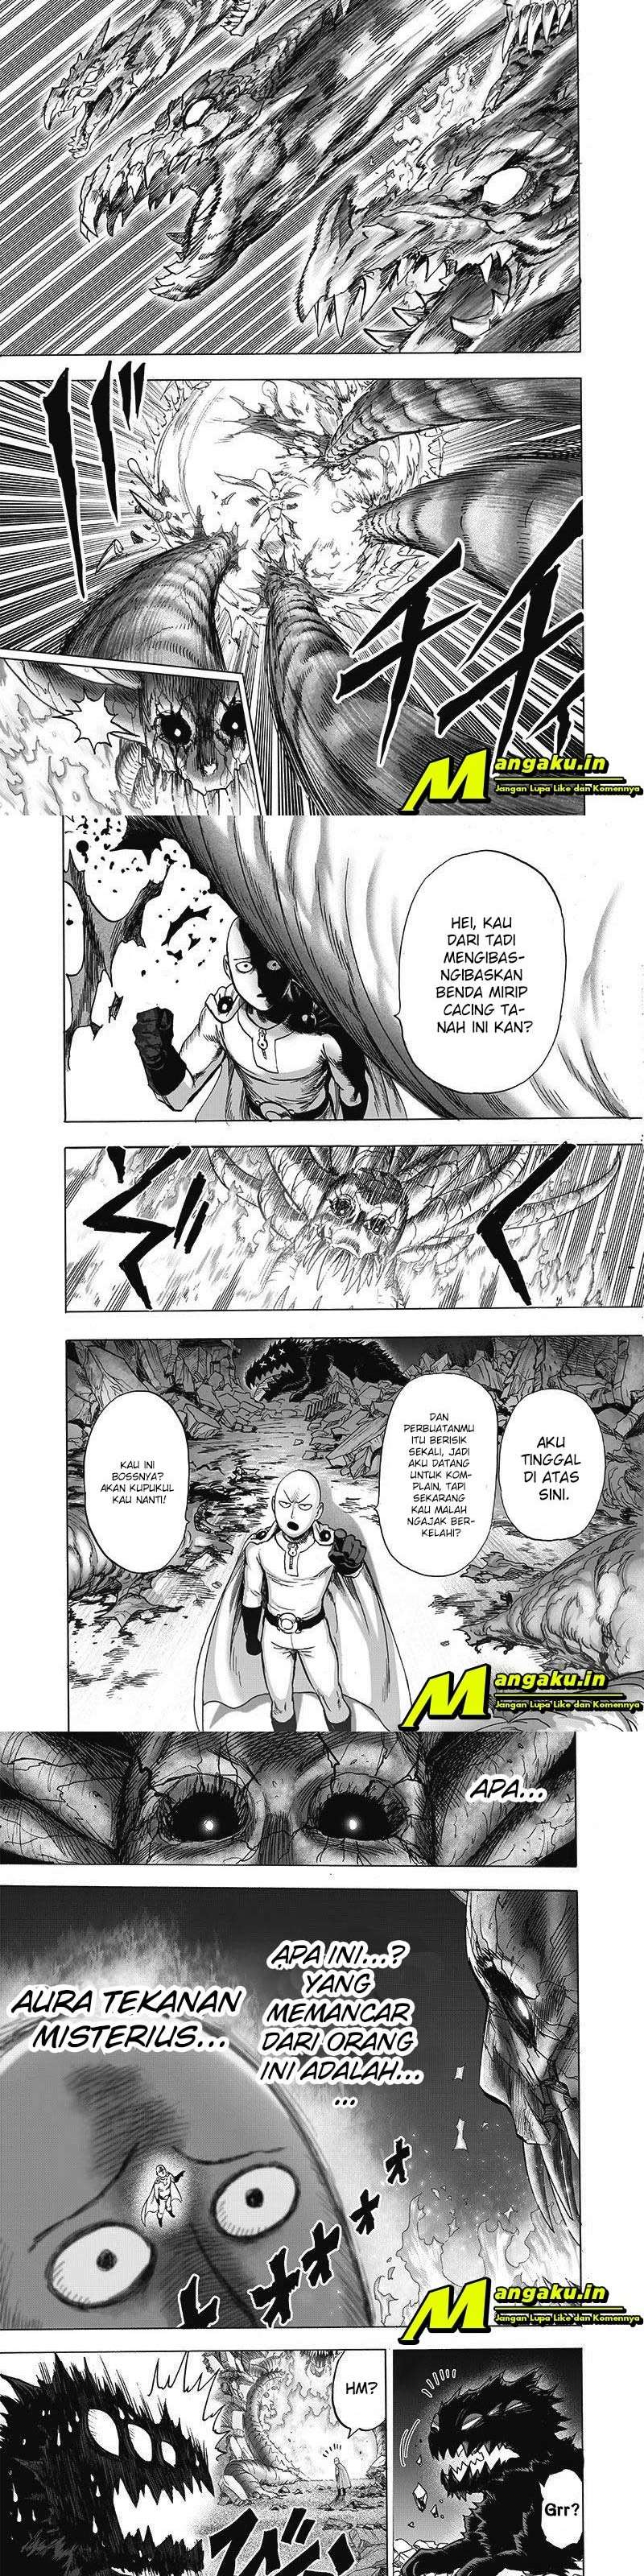 Mangaku.in
Jangan Lupa Like dan Komennya
HEI, KAU
DARI TADI
MENGIBAS-
NGIBASKAN
BENDA MIRIP
CACING TA-
NAH INI KAN?
AKU
TINGGAL
DI ATAS
SINI.
DAN
PERBUATANMU
ITU BERISIK
SEKALI, JADI
AKU DATANG
UNTUK KOM-
PLAIN, TAPI
SEKARANG
KAU MALAH
NGAJAK BER-
KELAHI?
KAU INI
BOSSNYA?
AKAN KUPUKUL
KAU NANTI!
Mangaku.in
Jangan Lupa Like dan Komennya
APA...
APA INI...?
YANG
MEMANCAR
DARI ORANG
INI ADALAH...
...
AURA TEKANAN
MISTERIUS...
Mangaku.in
Jangan Lupa Like dan Komennya
Grr?
HM?